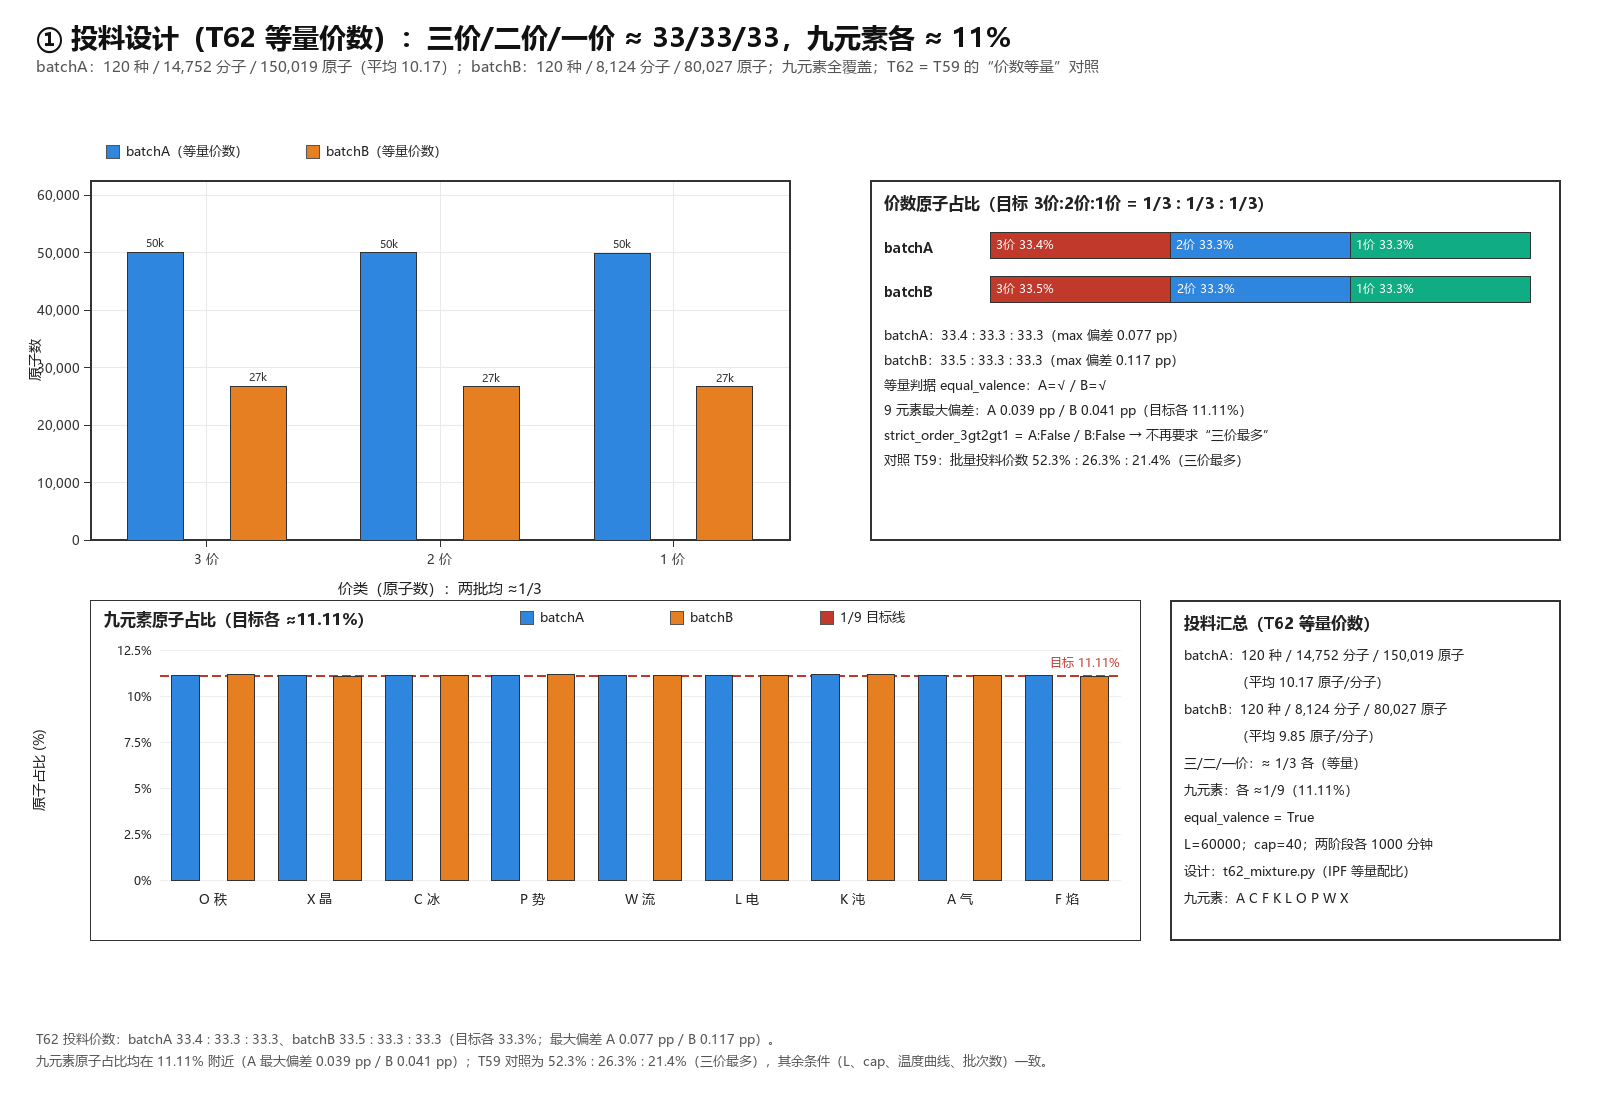 ① 投料设计（T62 等量价数）：三价/二价/一价 ≈ 33/33/33，九元素各 ≈ 11%
batchA：120 种 / 14,752 分子 / 150,019 原子（平均 10.17）；batchB：120 种 / 8,124 分子 / 80,027 原子；九元素全覆盖；T62 = T59 的“价数等量”对照
batchA（等量价数）
batchB（等量价数）
60,000
50,000
40,000
30,000
20,000
10,000
0
原子数
50k
27k
50k
27k
50k
27k
3 价
2 价
1 价
价类（原子数）：两批均 ≈1/3
价数原子占比（目标 3价:2价:1价 = 1/3 : 1/3 : 1/3）
batchA
3价 33.4%
2价 33.3%
1价 33.3%
batchB
3价 33.5%
2价 33.3%
1价 33.3%
batchA：33.4 : 33.3 : 33.3（max 偏差 0.077 pp）
batchB：33.5 : 33.3 : 33.3（max 偏差 0.117 pp）
等量判据 equal_valence：A=√ / B=√
9 元素最大偏差：A 0.039 pp / B 0.041 pp（目标各 11.11%）
strict_order_3gt2gt1 = A:False / B:False → 不再要求“三价最多”
对照 T59：批量投料价数 52.3% : 26.3% : 21.4%（三价最多）
九元素原子占比（目标各 ≈11.11%）
batchA
batchB
1/9 目标线
目标 11.11%
12.5%
10%
7.5%
5%
2.5%
0%
原子占比 (%)
O 秩
X 晶
C 冰
P 势
W 流
L 电
K 沌
A 气
F 焰
投料汇总（T62 等量价数）
batchA：120 种 / 14,752 分子 / 150,019 原子
（平均 10.17 原子/分子）
batchB：120 种 / 8,124 分子 / 80,027 原子
（平均 9.85 原子/分子）
三/二/一价：≈ 1/3 各（等量）
九元素：各 ≈1/9（11.11%）
equal_valence = True
L=60000；cap=40；两阶段各 1000 分钟
设计：t62_mixture.py（IPF 等量配比）
九元素：A C F K L O P W X
T62 投料价数：batchA 33.4 : 33.3 : 33.3、batchB 33.5 : 33.3 : 33.3（目标各 33.3%；最大偏差 A 0.077 pp / B 0.117 pp）。
九元素原子占比均在 11.11% 附近（A 最大偏差 0.039 pp / B 0.041 pp）；T59 对照为 52.3% : 26.3% : 21.4%（三价最多），其余条件（L、cap、温度曲线、批次数）一致。